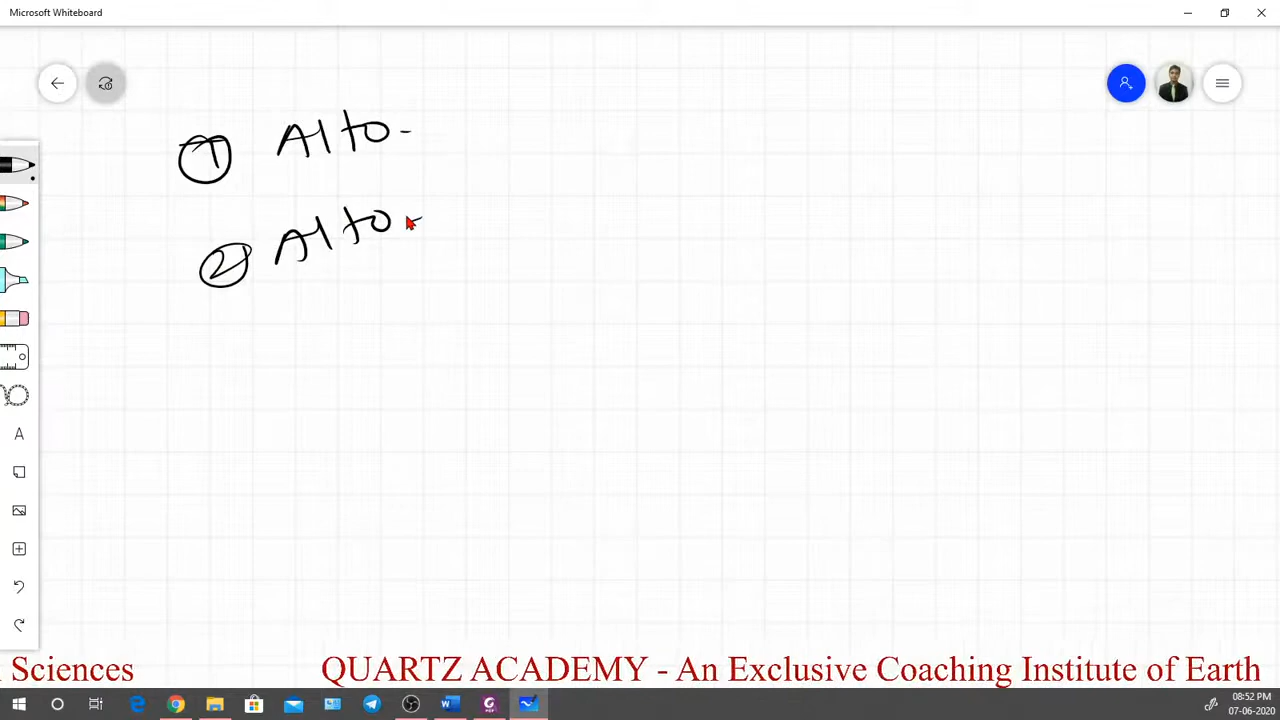 Microsoft Whiteboard
① Alto -
② Alto -
A
Sciences QUARTZ ACADEMY - An Exclusive Coaching Institute of Earth
08:52 PM
07-06-2020